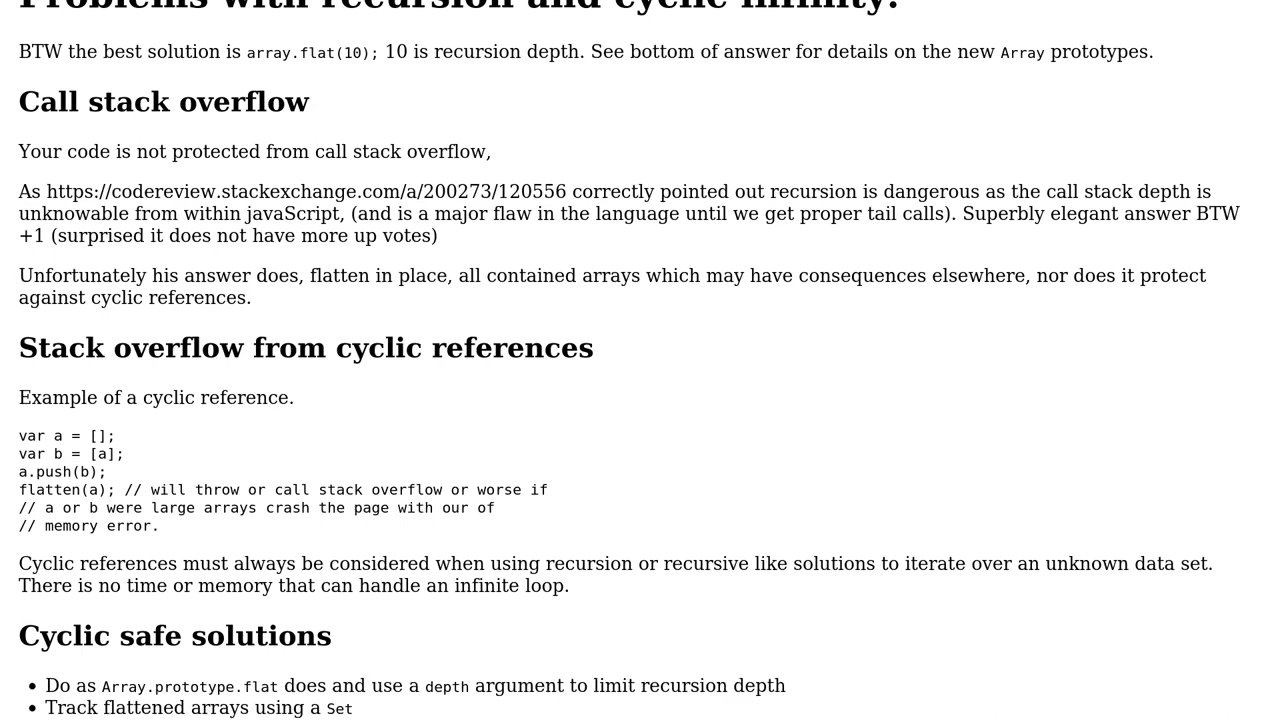 Problems with recursion and cyclic infinity.
BTW the best solution is array.flat(10); 10 is recursion depth. See bottom of answer for details on the new Array prototypes.
Call stack overflow
Your code is not protected from call stack overflow,
As https://codereview.stackexchange.com/a/200273/120556 correctly pointed out recursion is dangerous as the call stack depth is
unknowable from within javaScript, (and is a major flaw in the language until we get proper tail calls). Superbly elegant answer BTW
+1 (surprised it does not have more up votes)
Unfortunately his answer does, flatten in place, all contained arrays which may have consequences elsewhere, nor does it protect
against cyclic references.
Stack overflow from cyclic references
Example of a cyclic reference.
var a = [];
var b = [a];
a.push(b);
flatten(a); // will throw or call stack overflow or worse if
// a or b were large arrays crash the page with our of
// memory error.
Cyclic references must always be considered when using recursion or recursive like solutions to iterate over an unknown data set.
There is no time or memory that can handle an infinite loop.
Cyclic safe solutions
• Do as Array.prototype.flat does and use a depth argument to limit recursion depth
• Track flattened arrays using a Set